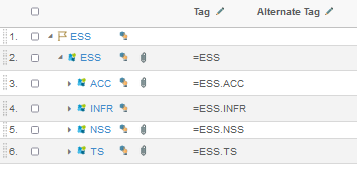 Tag Alternate Tag
1. ESS
2. ESS =ESS
3. ACC =ESS.ACC
4. INFR =ESS.INFR
5. NSS =ESS.NSS
6. TS =ESS.TS